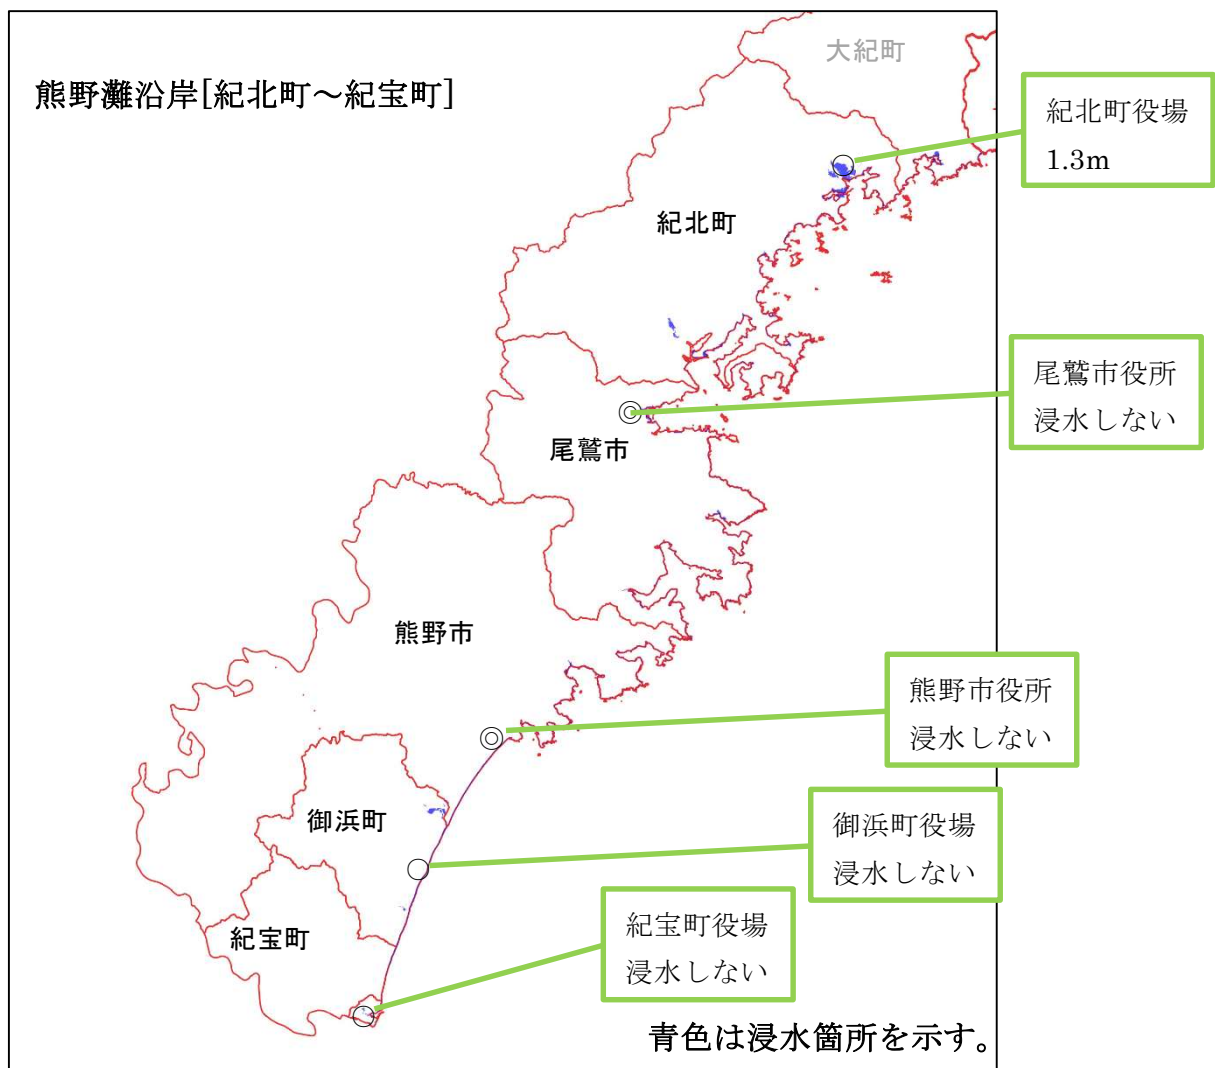 大紀町
熊野灘沿岸[紀北町～紀宝町]
紀北町役場
1.3m
紀北町
尾鷲市役所
浸水しない
尾鷲市
熊野市
熊野市役所
浸水しない
御浜町
御浜町役場
浸水しない
紀宝町
紀宝町役場
浸水しない
青色は浸水箇所を示す。